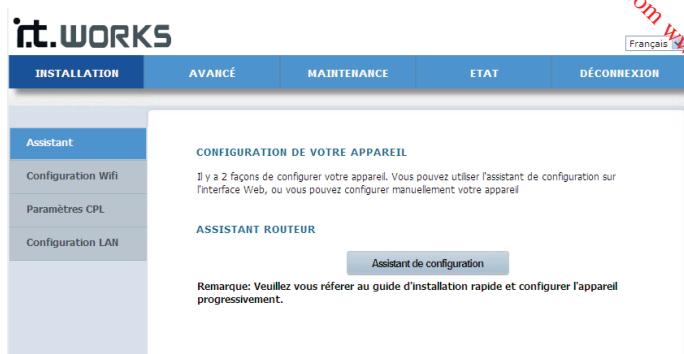 i.t.WORKS
Français
INSTALLATION AVANCÉ MAINTENANCE ETAT DÉCONNEXION
Assistant
Configuration Wifi
Paramètres CPL
Configuration LAN
CONFIGURATION DE VOTRE APPAREIL
Il y a 2 façons de configurer votre appareil. Vous pouvez utiliser l'assistant de configuration sur
l'interface Web, ou vous pouvez configurer manuellement votre appareil
ASSISTANT ROUTEUR
Assistant de configuration
Remarque: Veuillez vous réferer au guide d'installation rapide et configurer l'appareil
progressivement.